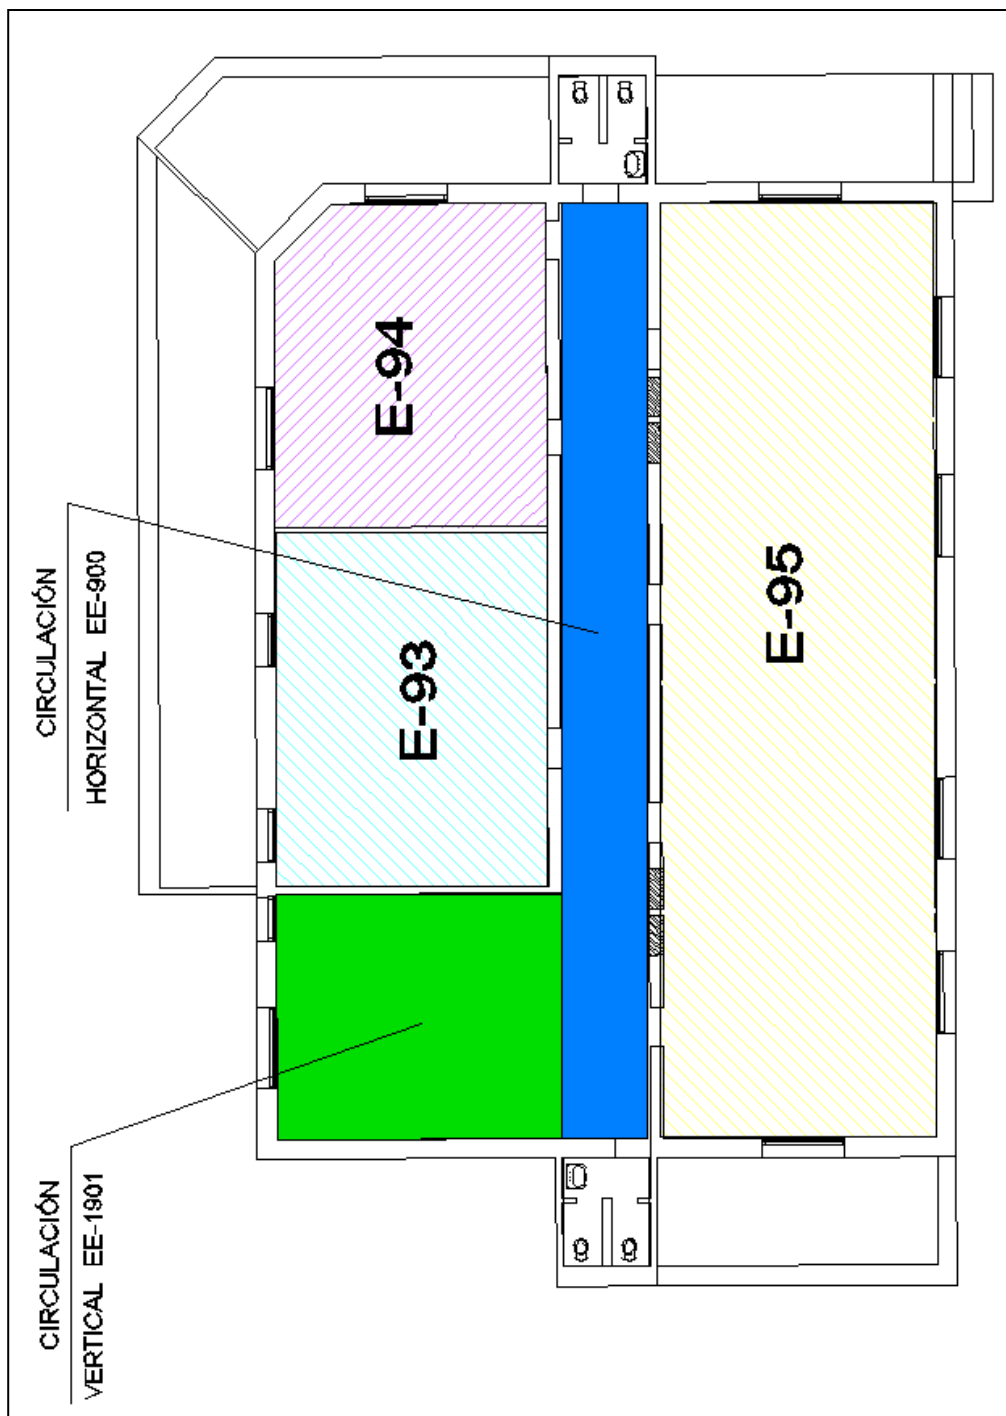 CIRCULACIÓN
HORIZONTAL EE-900
E-94
E-93
E-95
CIRCULACIÓN
VERTICAL EE-1901